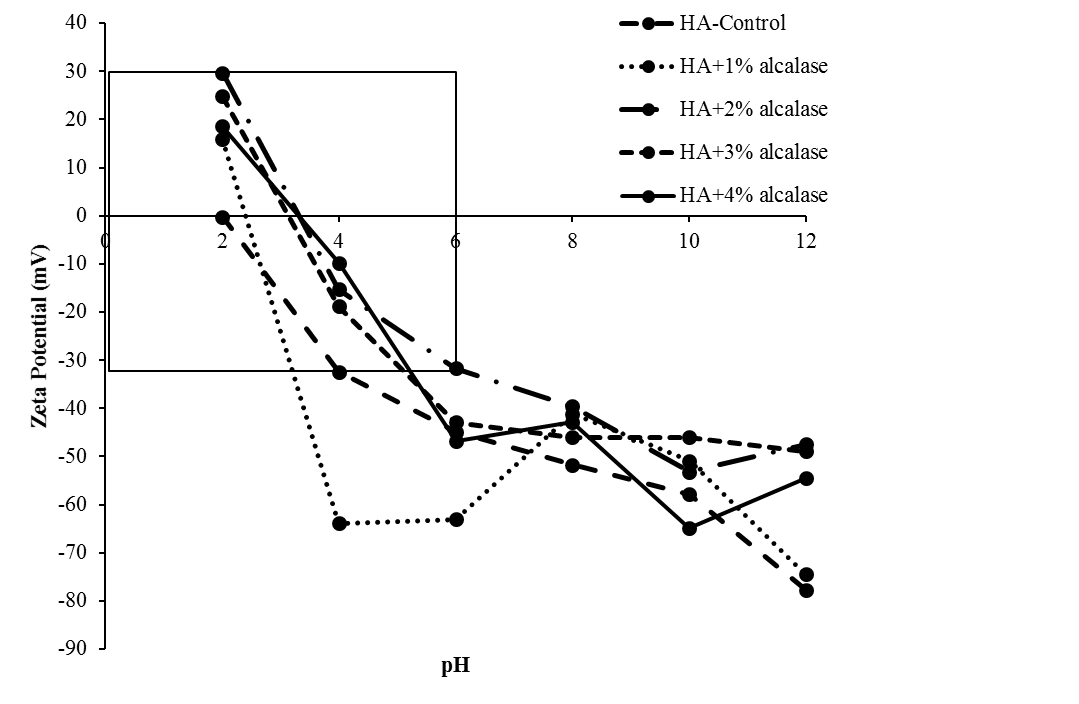 40
30
20
10
0
-10
-20
-30
-40
-50
-60
-70
-80
-90
Zeta Potential (mV)
0 2 4 6 8 10 12
pH
HA-Control
HA+1% alcalase
HA+2% alcalase
HA+3% alcalase
HA+4% alcalase